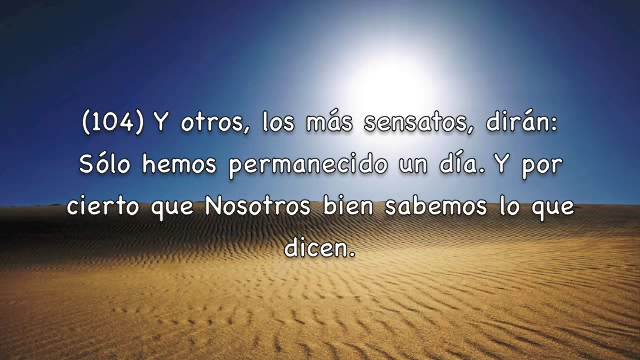 (104) Y otros, los más sensatos, dirán:
Sólo hemos permanecido un día. Y por
cierto que Nosotros bien sabemos lo que
dicen.